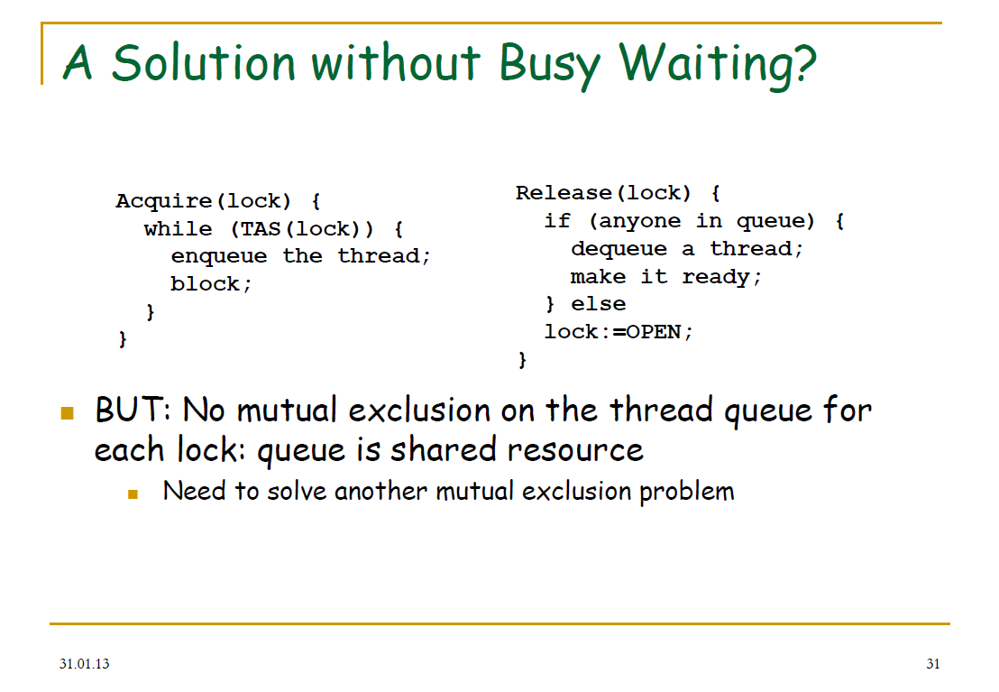 A Solution without Busy Waiting?
Acquire(lock) {
while (TAS(lock)) {
enqueue the thread;
block;
}
}
Release(lock) {
if (anyone in queue) {
dequeue a thread;
make it ready;
} else
lock:=OPEN;
}
BUT: No mutual exclusion on the thread queue for
each lock: queue is shared resource
Need to solve another mutual exclusion problem
31.01.13
31